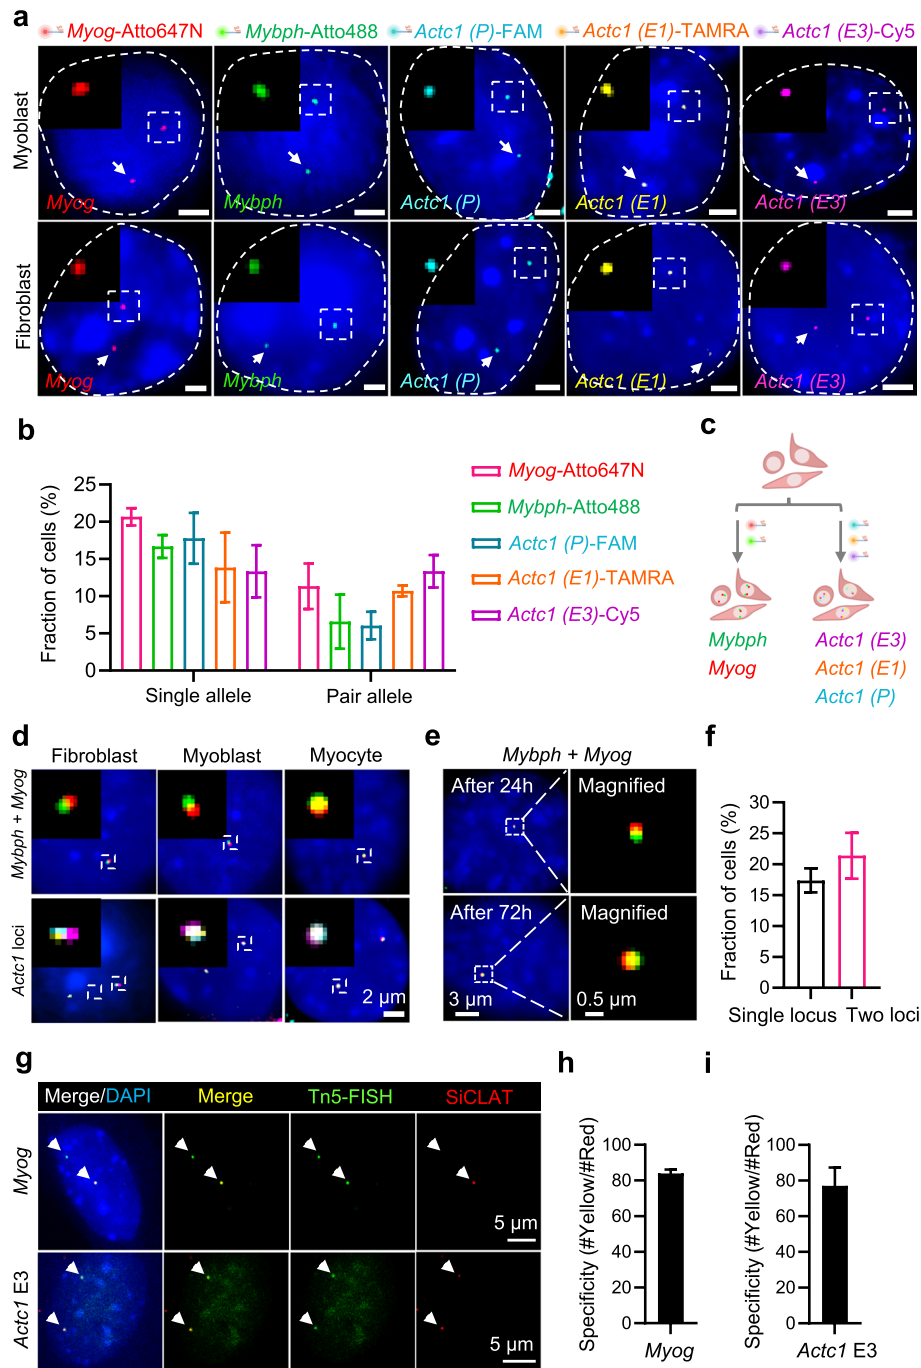 a
Myog-Atto647N Mybph-Atto488 Actc1 (P)-FAM Actc1 (E1)-TAMRA Actc1 (E3)-Cy5
Myoblast
Myog Mybph Actc1 (P) Actc1 (E1) Actc1 (E3)
Fibroblast
Myog Mybph Actc1 (P) Actc1 (E1) Actc1 (E3)
b
Fraction of cells (%)
25
20
15
10
5
0
Single allele Pair allele
Myog-Atto647N
Mybph-Atto488
Actc1 (P)-FAM
Actc1 (E1)-TAMRA
Actc1 (E3)-Cy5
c
Mybph Actc1 (E3)
Myog Actc1 (E1)
Actc1 (P)
d
Fibroblast Myoblast Myocyte
Mybph + Myog
Actc1 loci
2 µm
e
Mybph + Myog
After 24h Magnified
After 72h Magnified
3 µm 0.5 µm
f
Fraction of cells (%)
30
25
20
15
10
5
0
Single locus Two loci
g
Merge/DAPI Merge Tn5-FISH SiCLAT
Myog
5 µm
Actc1 E3
5 µm
h
Specificity (#Yellow/#Red)
100
80
60
40
20
0
Myog
i
Specificity (#Yellow/#Red)
100
80
60
40
20
0
Actc1 E3